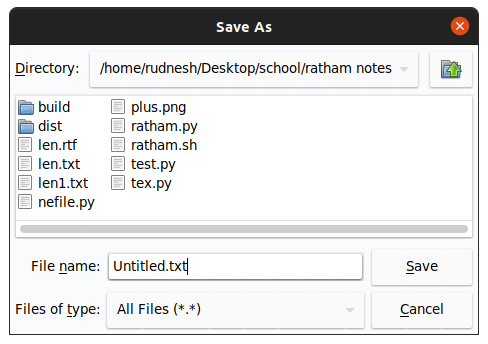 Save As
Directory: /home/rudnesh/Desktop/school/ratham notes
build plus.png
dist ratham.py
len.rtf ratham.sh
len.txt test.py
len1.txt tex.py
nefile.py
File name: Untitled.txt Save
Files of type: All Files (*.*) Cancel